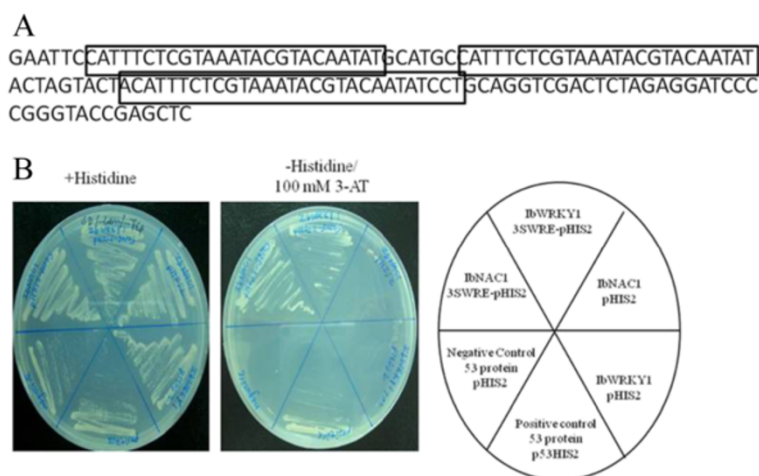 A
GAATTCCATTTCTCGTAAATACGTACAATATGCATGCCATTTCTCGTAAATACGTACAATAT
ACTAGTACTACATTTCTCGTAAATACGTACAATATCCTGCAGGTCGACTCTAGAGGATCCC
CGGGTACCGAGCTC
B
+Histidine
-Histidine/
100 mM 3-AT
IbWRKY1
3SWRE-pHIS2
IbNAC1
3SWRE-pHIS2
IbNAC1
pHIS2
Negative Control
53 protein
pHIS2
IbWRKY1
pHIS2
Positive control
53 protein
p53HIS2